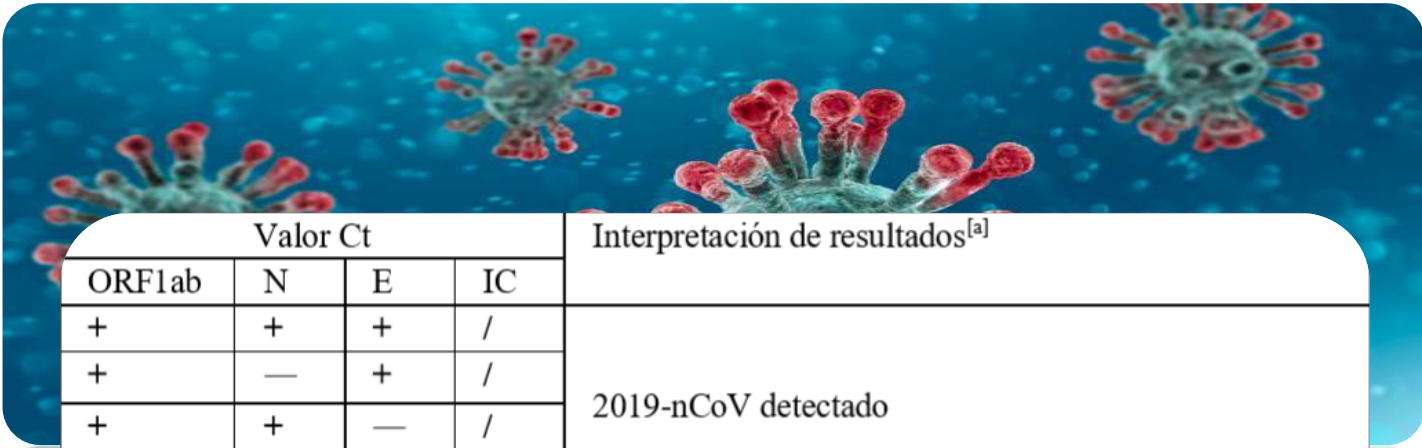 Valor Ct
Interpretación de resultados[a]
ORF1ab N E IC
+ + + /
+ — + /
2019-nCoV detectado
+ + — /